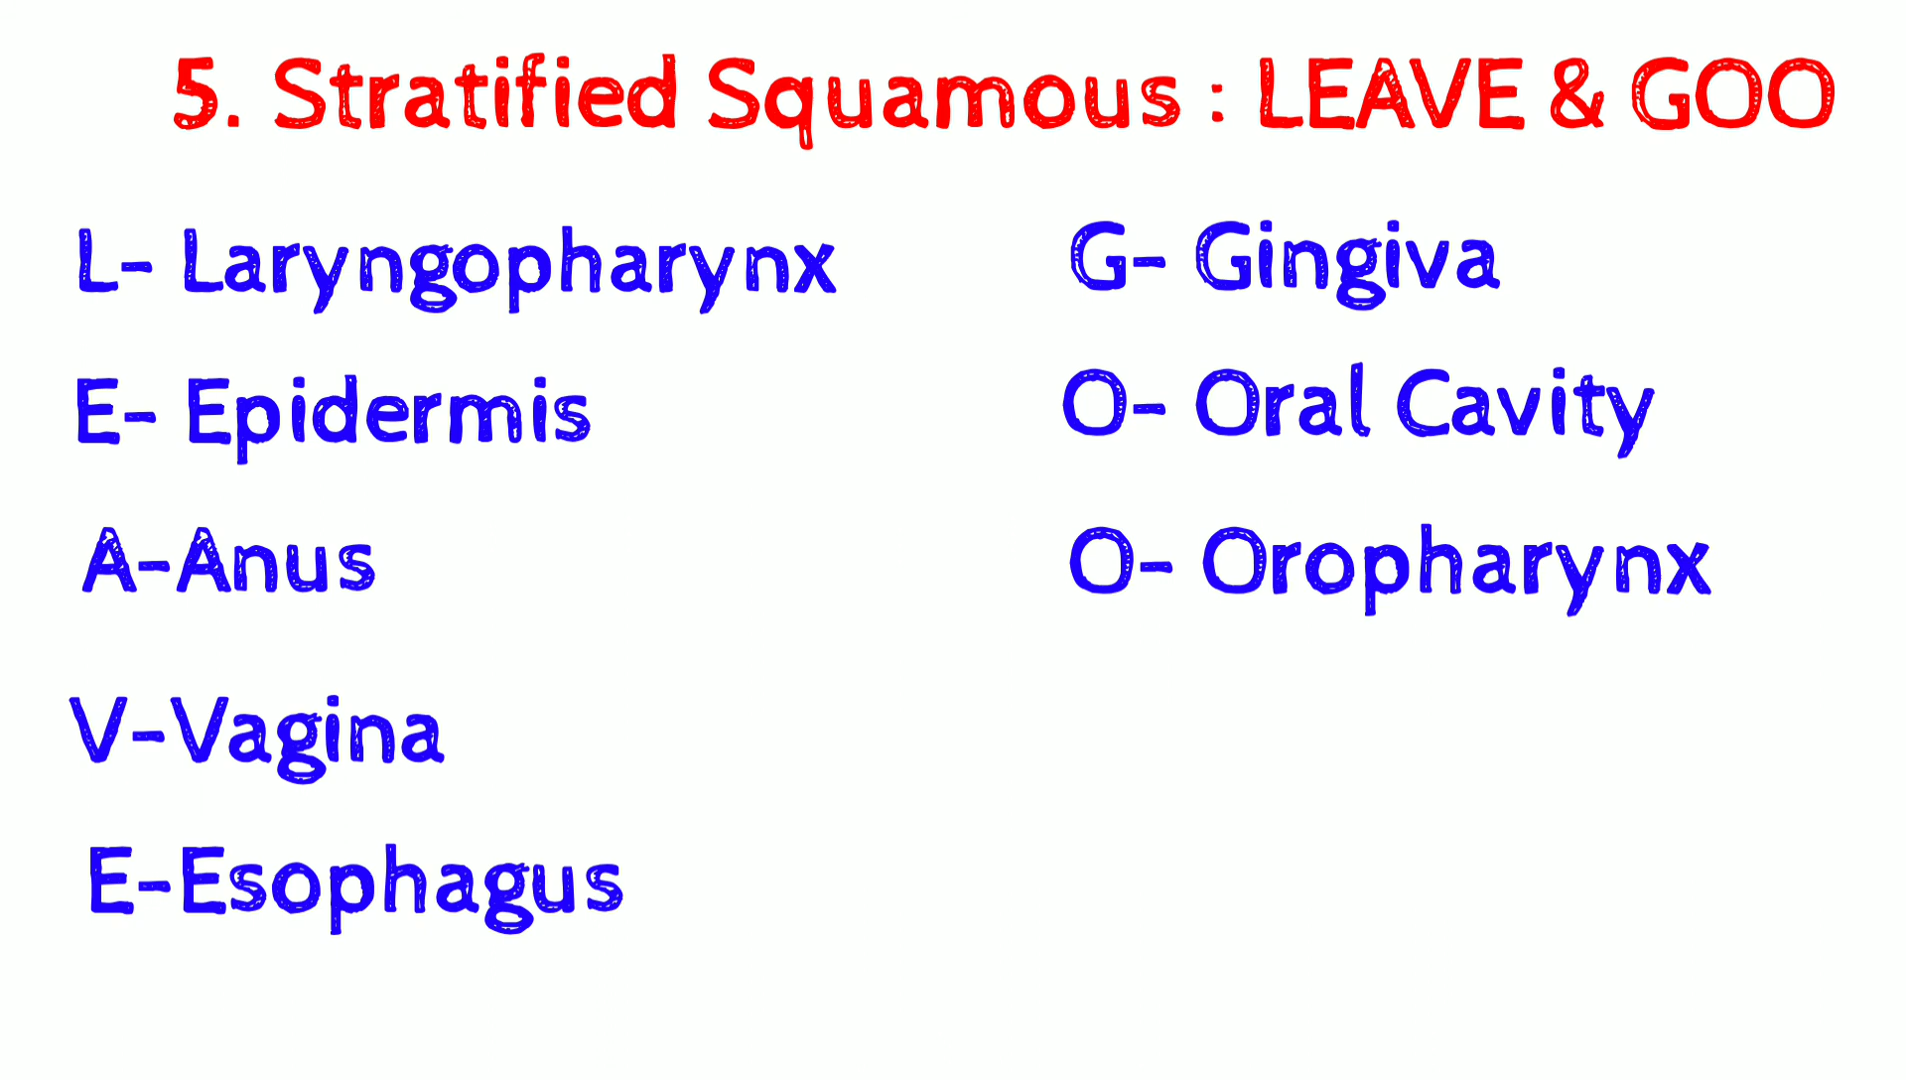 5. Stratified Squamous : LEAVE & GOO
L- Laryngopharynx
E- Epidermis
A-Anus
V-Vagina
E-Esophagus
G- Gingiva
O- Oral Cavity
O- Oropharynx